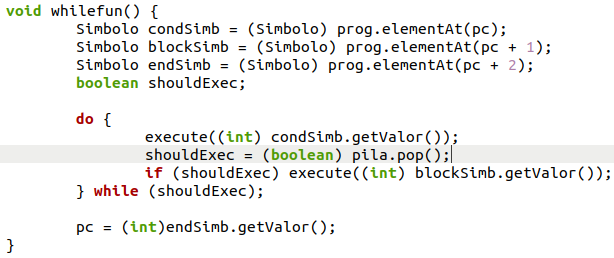 void whilefun() {
        Simbolo condSimb = (Simbolo) prog.elementAt(pc);
        Simbolo blockSimb = (Simbolo) prog.elementAt(pc + 1);
        Simbolo endSimb = (Simbolo) prog.elementAt(pc + 2);
        boolean shouldExec;

        do {
                execute((int) condSimb.getValor());
                shouldExec = (boolean) pila.pop();
                if (shouldExec) execute((int) blockSimb.getValor());
        } while (shouldExec);

        pc = (int)endSimb.getValor();
}